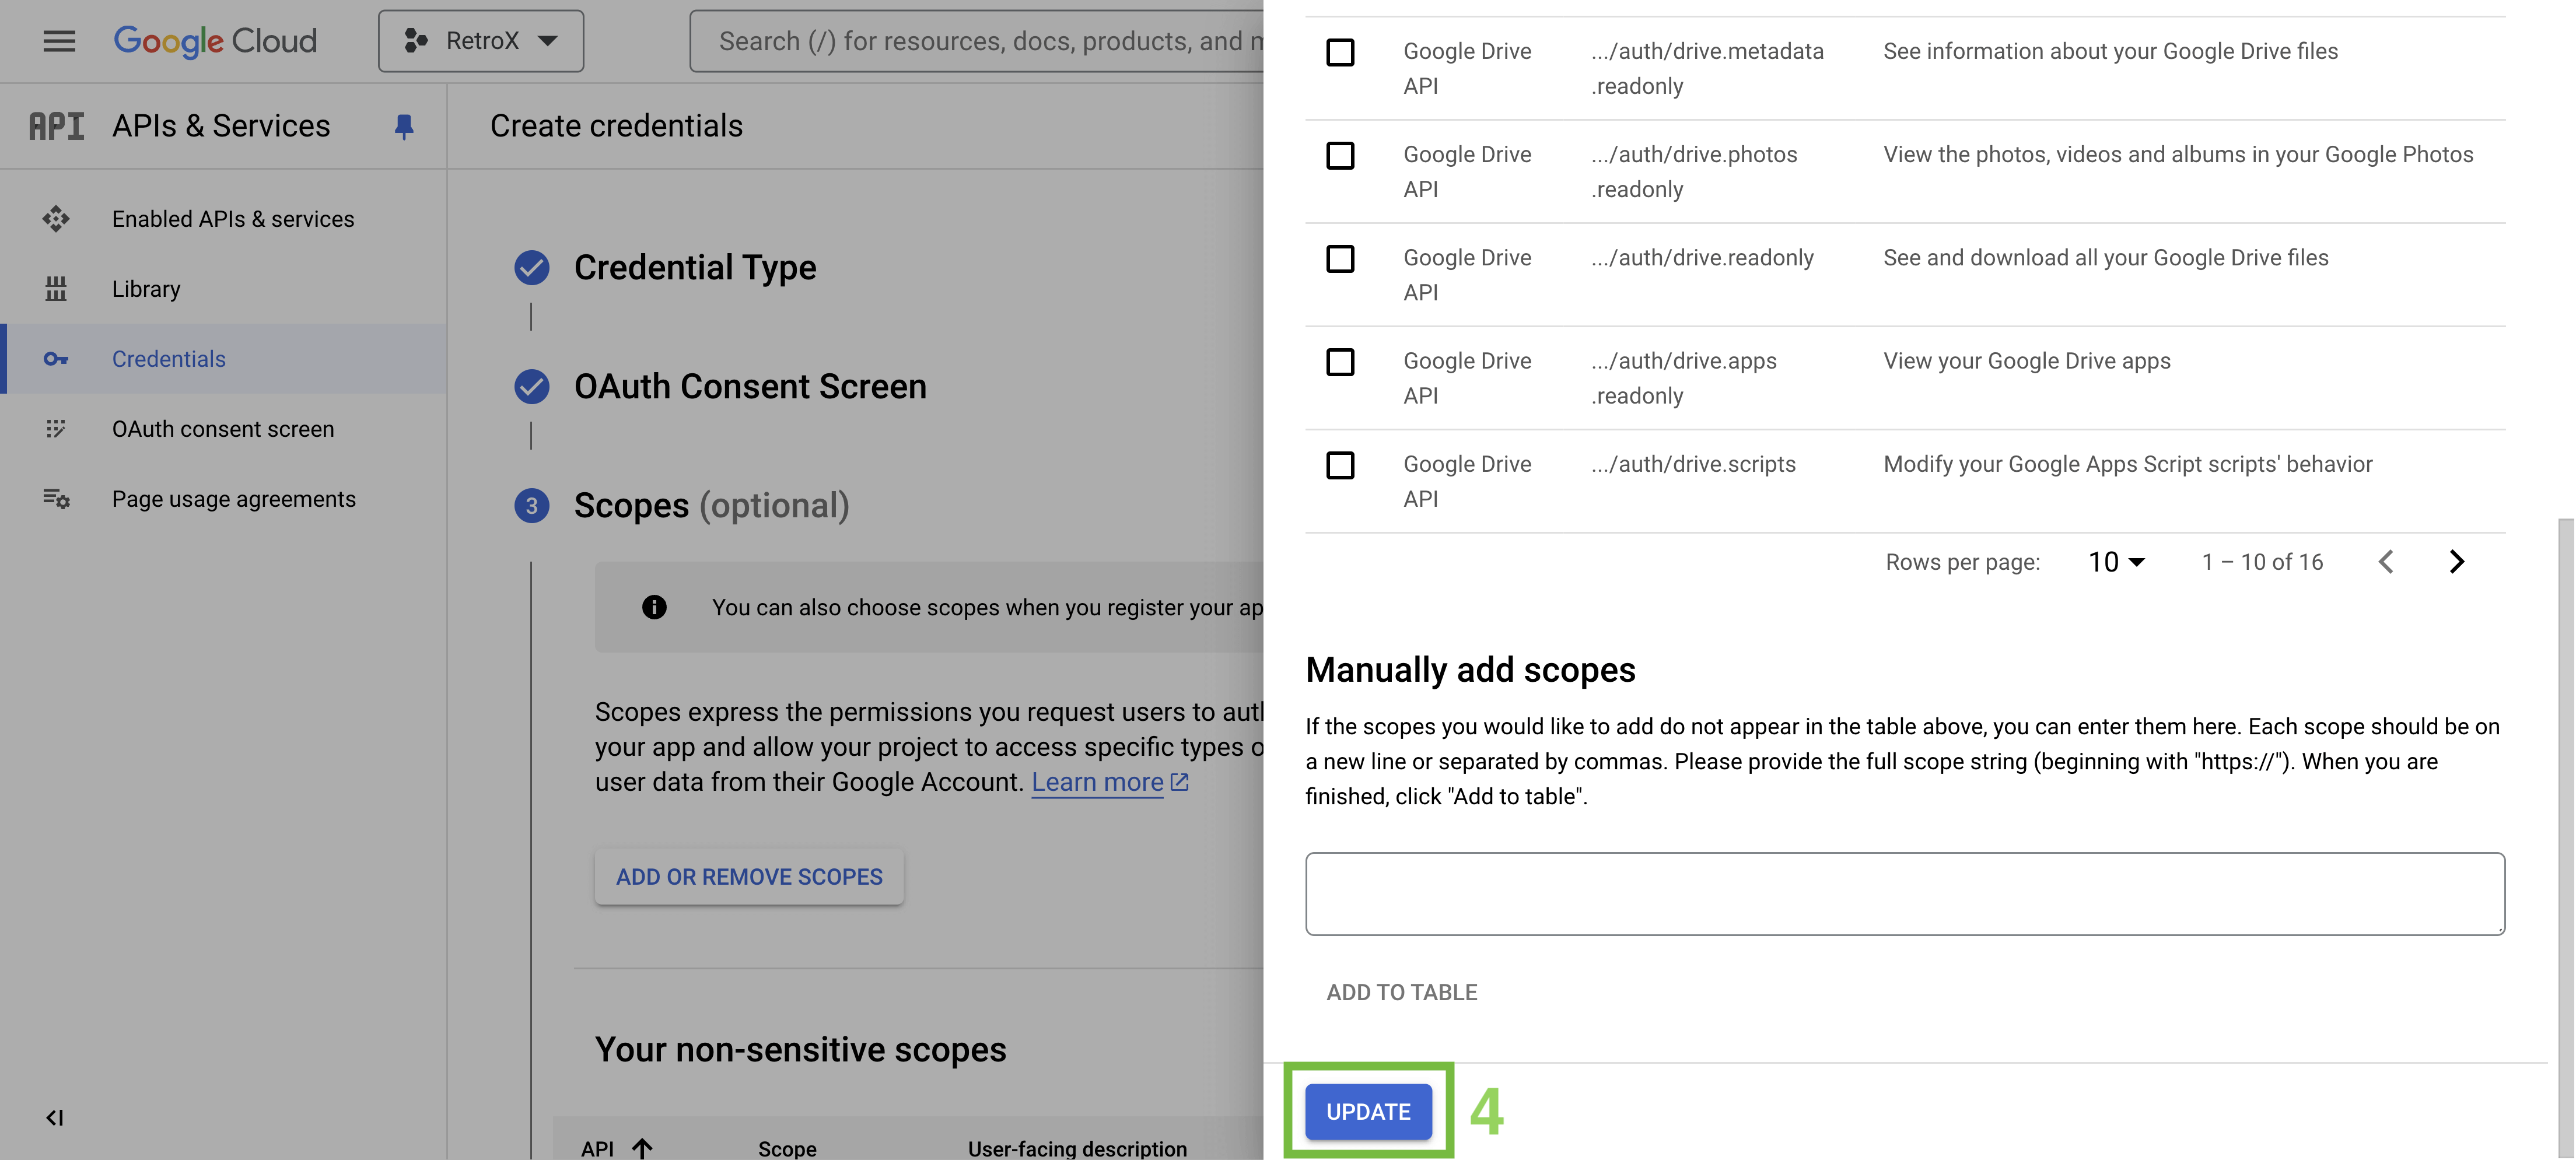 Google Cloud
RetroX
Search (/) for resources, docs, products, and m
API APIs & Services
Create credentials
Enabled APIs & services
Library
Credentials
OAuth consent screen
Page usage agreements
Credential Type
OAuth Consent Screen
3 Scopes (optional)
You can also choose scopes when you register your ap
Scopes express the permissions you request users to aut
your app and allow your project to access specific types o
user data from their Google Account. Learn more
ADD OR REMOVE SCOPES
Your non-sensitive scopes
API Scope User-facing description
Google Drive .../auth/drive.metadata See information about your Google Drive files
API .readonly
Google Drive .../auth/drive.photos View the photos, videos and albums in your Google Photos
API .readonly
Google Drive .../auth/drive.readonly See and download all your Google Drive files
API
Google Drive .../auth/drive.apps View your Google Drive apps
API .readonly
Google Drive .../auth/drive.scripts Modify your Google Apps Script scripts' behavior
API
Rows per page: 10 1 – 10 of 16
Manually add scopes
If the scopes you would like to add do not appear in the table above, you can enter them here. Each scope should be on
a new line or separated by commas. Please provide the full scope string (beginning with "https://"). When you are
finished, click "Add to table".
ADD TO TABLE
UPDATE 4